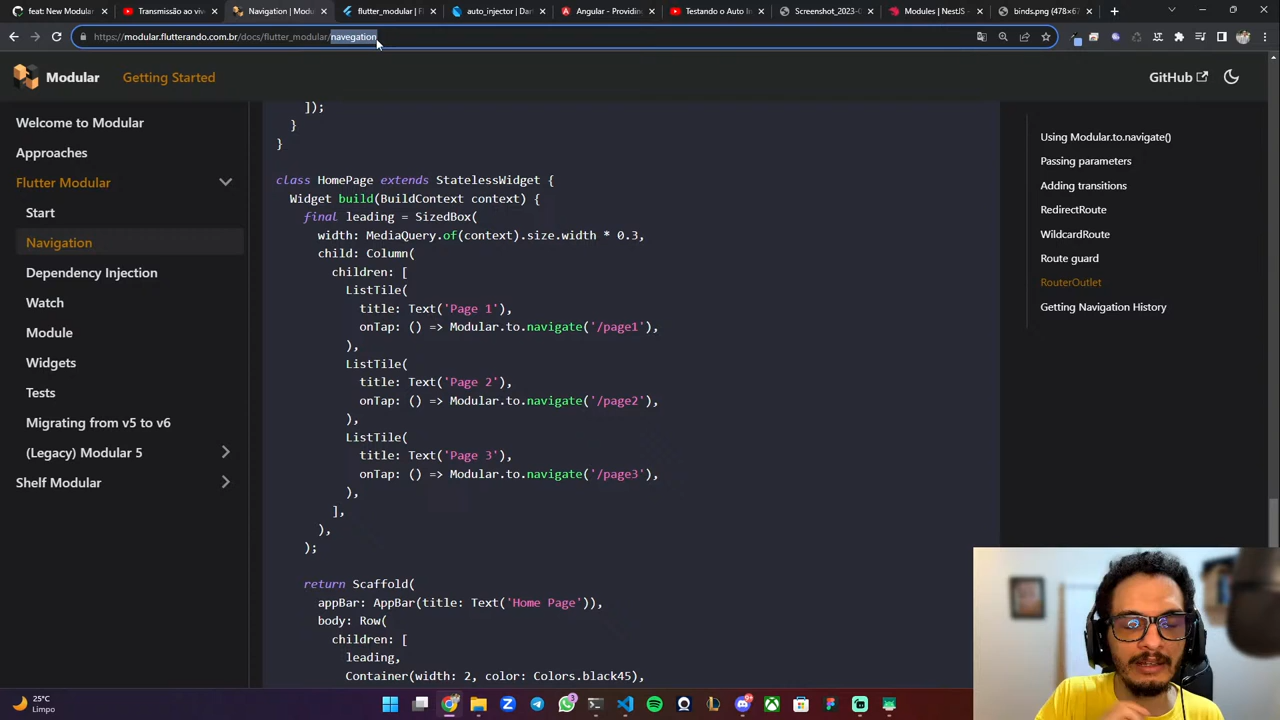 feat: New Modular
Transmissão ao viv
Navigation | Modu
flutter_modular | Fl
auto_injector | Dar
Angular - Providing
Testando o Auto In
Screenshot_2023-0
Modules | NestJS -
binds.png (478×67
https://modular.flutterando.com.br/docs/flutter_modular/navegation
Modular
Getting Started
GitHub
Welcome to Modular
Approaches
Flutter Modular
Start
Navigation
Dependency Injection
Watch
Module
Widgets
Tests
Migrating from v5 to v6
(Legacy) Modular 5
Shelf Modular
]);
}
}
class HomePage extends StatelessWidget {
Widget build(BuildContext context) {
final leading = SizedBox(
width: MediaQuery.of(context).size.width * 0.3,
child: Column(
children: [
ListTile(
title: Text('Page 1'),
onTap: () => Modular.to.navigate('/page1'),
),
ListTile(
title: Text('Page 2'),
onTap: () => Modular.to.navigate('/page2'),
),
ListTile(
title: Text('Page 3'),
onTap: () => Modular.to.navigate('/page3'),
),
],
),
);
return Scaffold(
appBar: AppBar(title: Text('Home Page')),
body: Row(
children: [
leading,
Container(width: 2, color: Colors.black45),
Using Modular.to.navigate()
Passing parameters
Adding transitions
RedirectRoute
WildcardRoute
Route guard
RouterOutlet
Getting Navigation History
25°C
Limpo